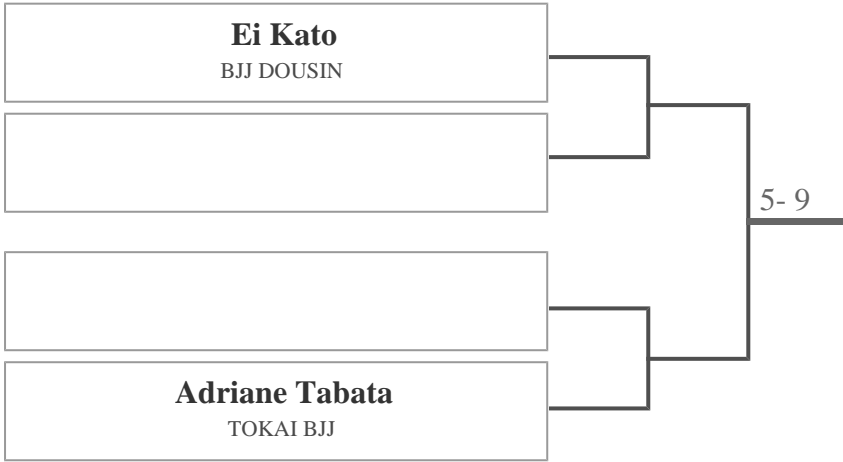 Ei Kato
BJJ DOUSIN
5- 9
Adriane Tabata
TOKAI BJJ